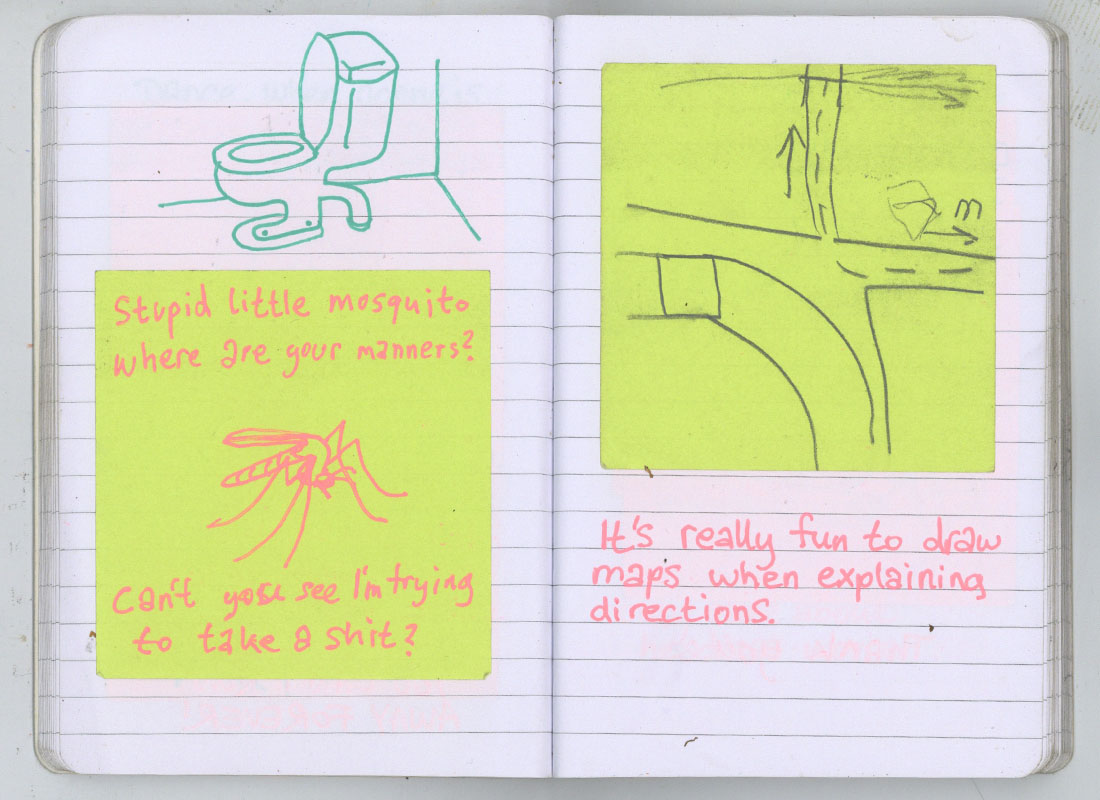 Stupid little mosquito
where are your manners?
Can't you see I'm trying
to take a shit?
m
It's really fun to draw
maps when explaining
directions.